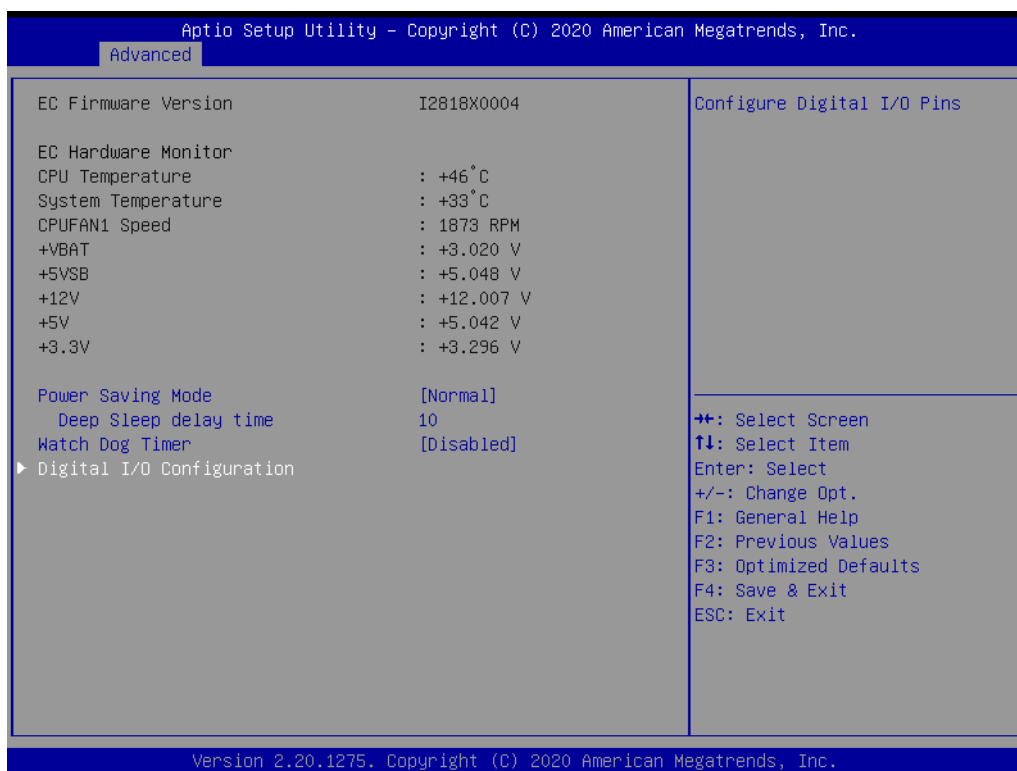 Aptio Setup Utility – Copyright (C) 2020 American Megatrends, Inc.
Advanced
EC Firmware Version I2818X0004
EC Hardware Monitor
CPU Temperature : +46°C
System Temperature : +33°C
CPUFAN1 Speed : 1873 RPM
+VBAT : +3.020 V
+5VSB : +5.048 V
+12V : +12.007 V
+5V : +5.042 V
+3.3V : +3.296 V
Power Saving Mode [Normal]
Deep Sleep delay time 10
Watch Dog Timer [Disabled]
Digital I/O Configuration
Configure Digital I/O Pins
→←: Select Screen
↑↓: Select Item
Enter: Select
+/-: Change Opt.
F1: General Help
F2: Previous Values
F3: Optimized Defaults
F4: Save & Exit
ESC: Exit
Version 2.20.1275. Copyright (C) 2020 American Megatrends, Inc.